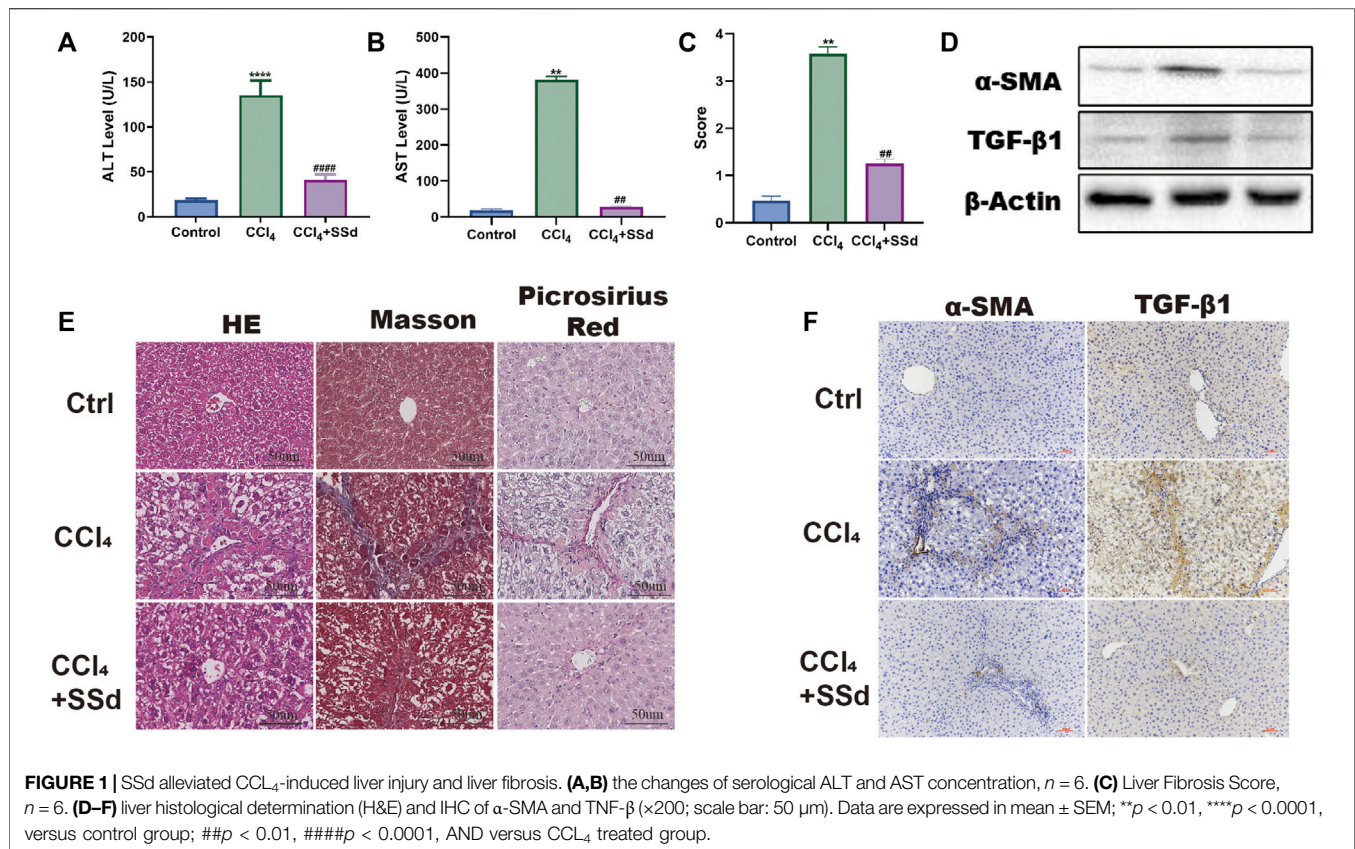 A
ALT Level (U/L)
200
150
100
50
0
****
####
Control
CCl₄
CCl₄+SSd
B
AST Level (U/L)
500
400
300
200
100
0
**
##
Control
CCl₄
CCl₄+SSd
C
Score
4
3
2
1
0
**
##
Control
CCl₄
CCl₄+SSd
D
α-SMA
TGF-β1
β-Actin
E
HE
Masson
Picrosirius
Red
Ctrl
50um
50um
50um
CCl₄
50um
50um
50um
CCl₄
+SSd
50um
50um
50um
F
α-SMA
TGF-β1
Ctrl
CCl₄
CCl₄
+SSd
FIGURE 1 | SSd alleviated CCL₄-induced liver injury and liver fibrosis. (A,B) the changes of serological ALT and AST concentration, n = 6. (C) Liver Fibrosis Score,
n = 6. (D–F) liver histological determination (H&E) and IHC of α-SMA and TNF-β (×200; scale bar: 50 μm). Data are expressed in mean ± SEM; **p < 0.01, ****p < 0.0001,
versus control group; ##p < 0.01, ####p < 0.0001, AND versus CCL₄ treated group.